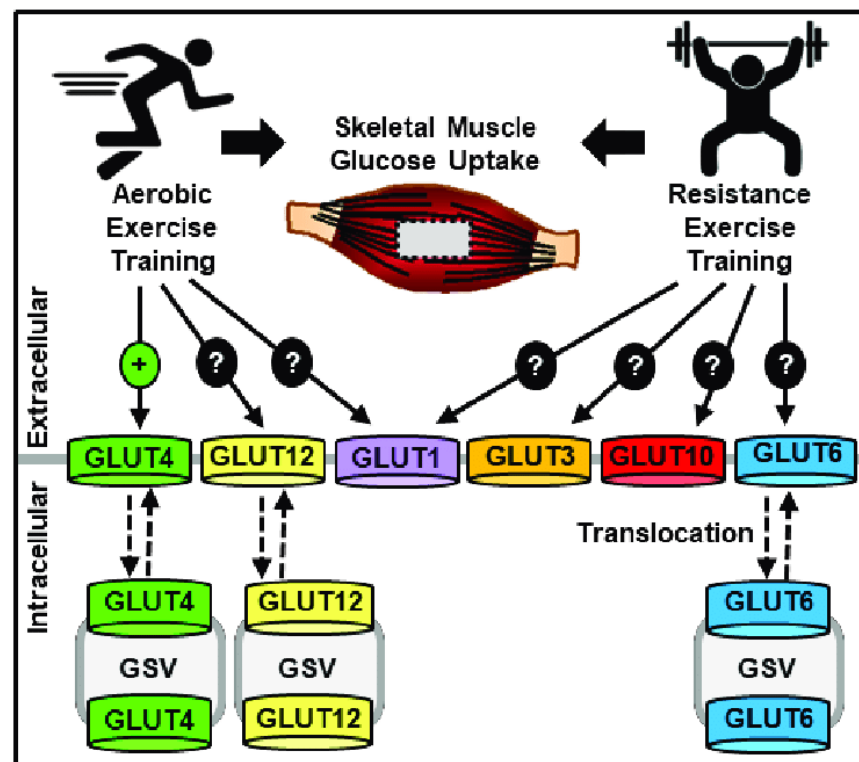 Skeletal Muscle
Glucose Uptake
Aerobic
Exercise
Training
Resistance
Exercise
Training
Extracellular
+
?
?
?
?
?
?
GLUT4
GLUT12
GLUT1
GLUT3
GLUT10
GLUT6
Intracellular
Translocation
GLUT4
GLUT12
GLUT6
GSV
GSV
GSV
GLUT4
GLUT12
GLUT6